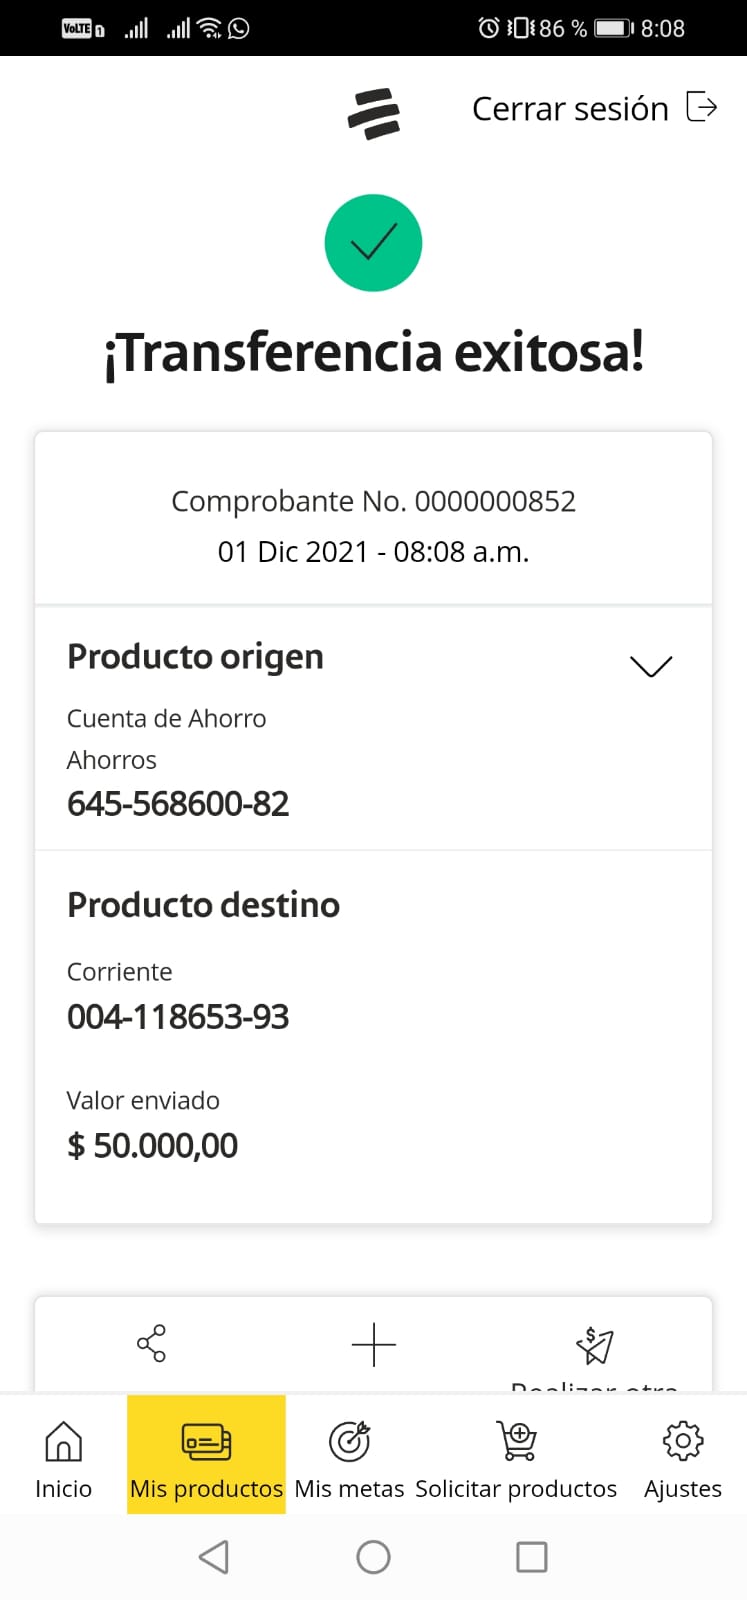 VoLTE 86 % 8:08
Cerrar sesión
¡Transferencia exitosa!
Comprobante No. 0000000852
01 Dic 2021 - 08:08 a.m.
Producto origen
Cuenta de Ahorro
Ahorros
645-568600-82
Producto destino
Corriente
004-118653-93
Valor enviado
$ 50.000,00
Realizar otra
Inicio Mis productos Mis metas Solicitar productos Ajustes